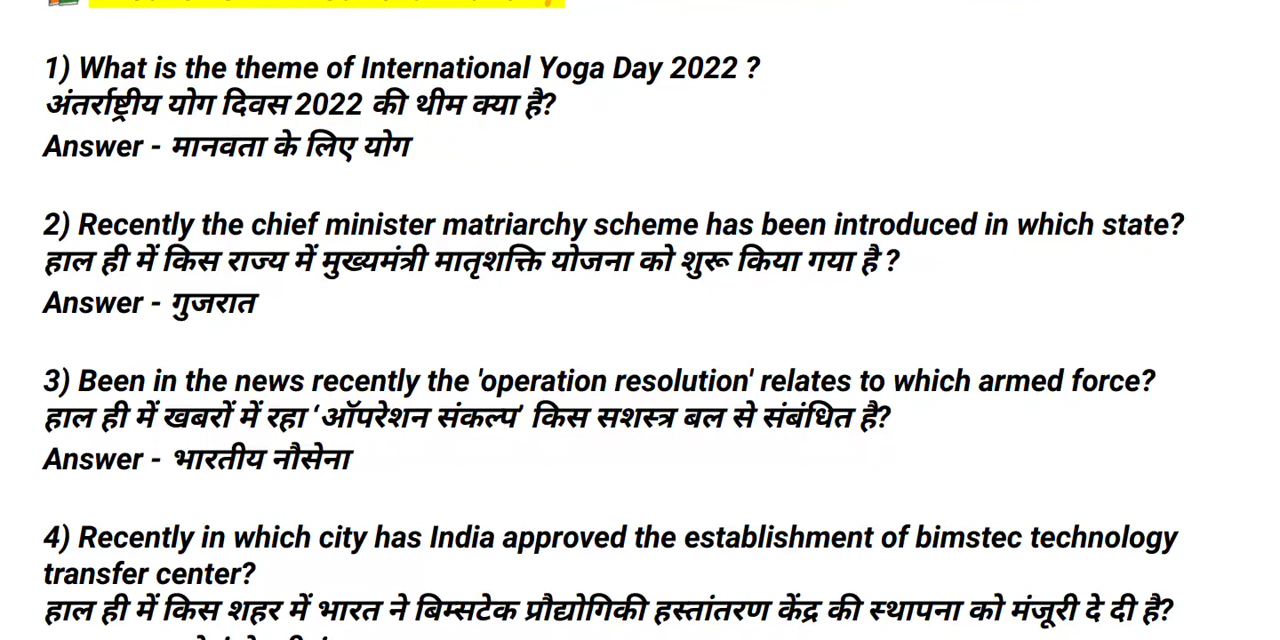 1) What is the theme of International Yoga Day 2022 ?
अंतर्राष्ट्रीय योग दिवस 2022 की थीम क्या है?
Answer - मानवता के लिए योग
2) Recently the chief minister matriarchy scheme has been introduced in which state?
हाल ही में किस राज्य में मुख्यमंत्री मातृशक्ति योजना को शुरू किया गया है ?
Answer - गुजरात
3) Been in the news recently the 'operation resolution' relates to which armed force?
हाल ही में खबरों में रहा ‘ऑपरेशन संकल्प’ किस सशस्त्र बल से संबंधित है?
Answer - भारतीय नौसेना
4) Recently in which city has India approved the establishment of bimstec technology
transfer center?
हाल ही में किस शहर में भारत ने बिम्सटेक प्रौद्योगिकी हस्तांतरण केंद्र की स्थापना को मंजूरी दे दी है?